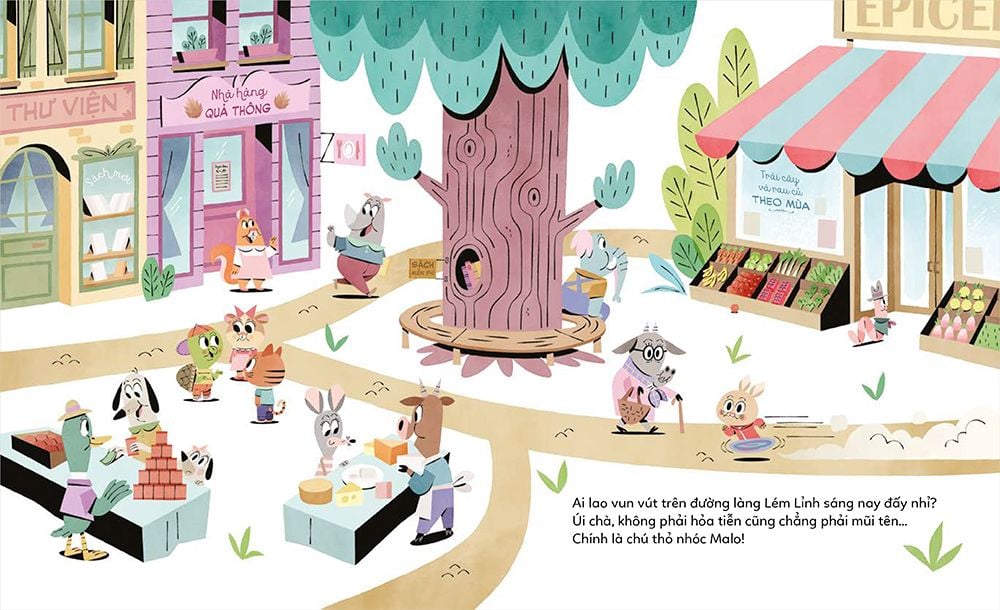 EPICE
THƯ VIỆN
Nhà hàng
QUẢ THÔNG
Sách mới
Trái cây
và rau củ
THEO MÙA
SÁCH
MIỄN PHÍ
Ai lao vun vút trên đường làng Lém Lỉnh sáng nay đấy nhỉ?
Úi chà, không phải hỏa tiễn cũng chẳng phải mũi tên...
Chính là chú thỏ nhóc Malo!